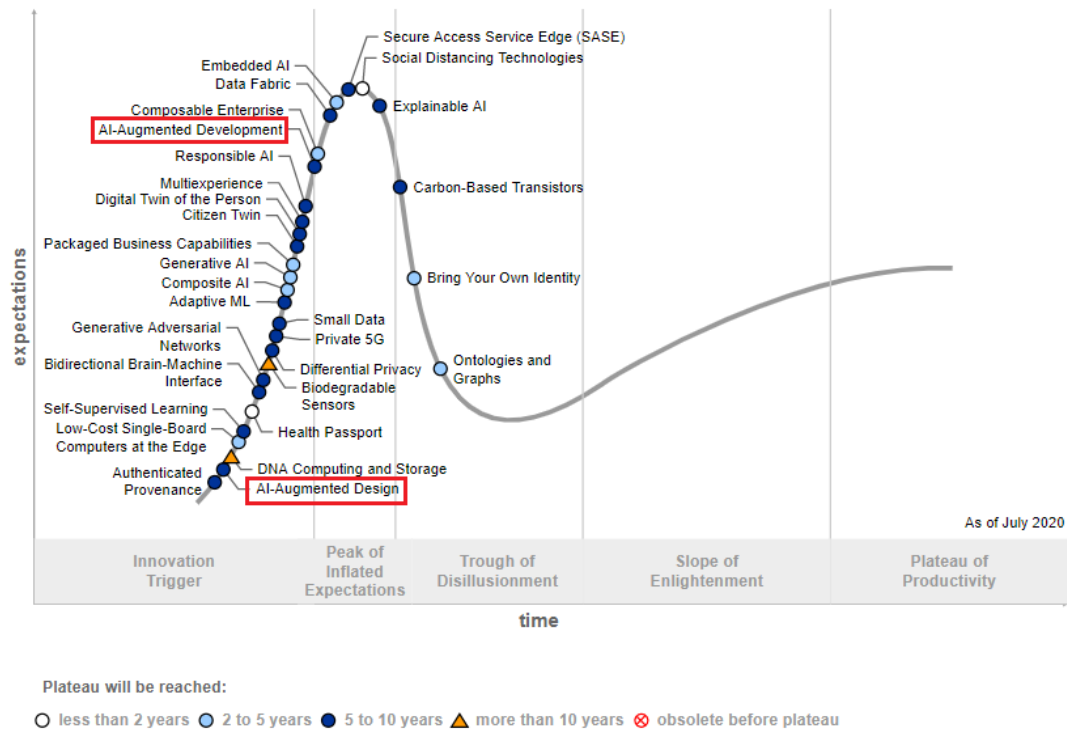 Secure Access Service Edge (SASE)
Social Distancing Technologies
Embedded AI
Data Fabric
Explainable AI
Composable Enterprise
AI-Augmented Development
Responsible AI
Multiexperience
Digital Twin of the Person
Citizen Twin
Carbon-Based Transistors
Packaged Business Capabilities
Generative AI
Composite AI
Adaptive ML
Bring Your Own Identity
Small Data
Private 5G
Generative Adversarial
Networks
Bidirectional Brain-Machine
Interface
Differential Privacy
Biodegradable
Sensors
Ontologies and
Graphs
Self-Supervised Learning
Health Passport
Low-Cost Single-Board
Computers at the Edge
DNA Computing and Storage
Authenticated
Provenance
AI-Augmented Design
expectations
As of July 2020
Innovation
Trigger
Peak of
Inflated
Expectations
Trough of
Disillusionment
Slope of
Enlightenment
Plateau of
Productivity
time
Plateau will be reached:
less than 2 years
2 to 5 years
5 to 10 years
more than 10 years
obsolete before plateau